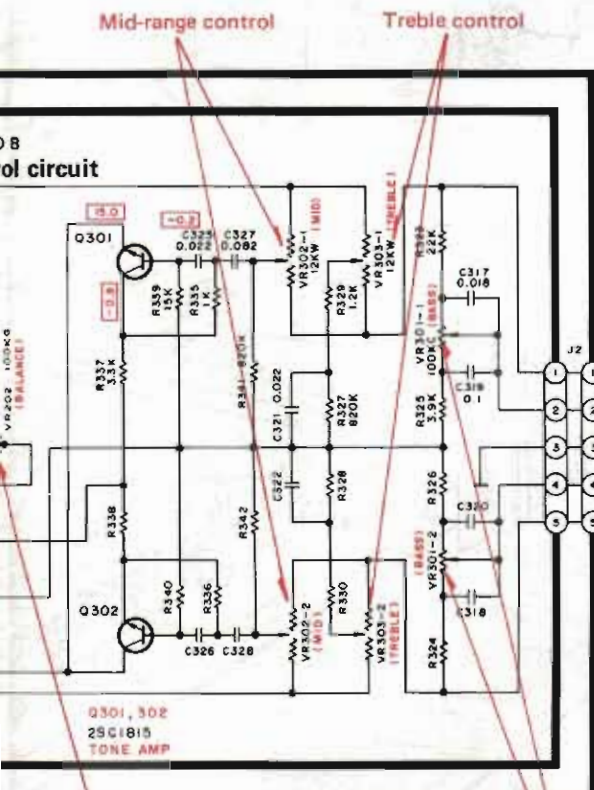 Mid-range control
Treble control
08
ol circuit
15.0
Q301
-0.2
C325
0.022
C327
0.082
-0.8
R339
15K
R335
1K
VR302-1
12KW
(MID)
R329
1.2K
VR303-1
12KW
(TREBLE)
R323
22K
C317
0.018
VR301-1
100KG
(BASS)
C319
0.1
J2
VR202 100KG
(BALANCE)
R337
3.3K
R341 820K
C321 0.022
R327
820K
R325
3.9K
1
2
3
4
5
C322
R328
R326
C320
R338
R342
(BASS)
VR301-2
C318
R340
R336
R330
Q302
C326
C328
VR302-2
(MID)
VR303-2
(TREBLE)
R324
Q301, 302
2SC1815
TONE AMP